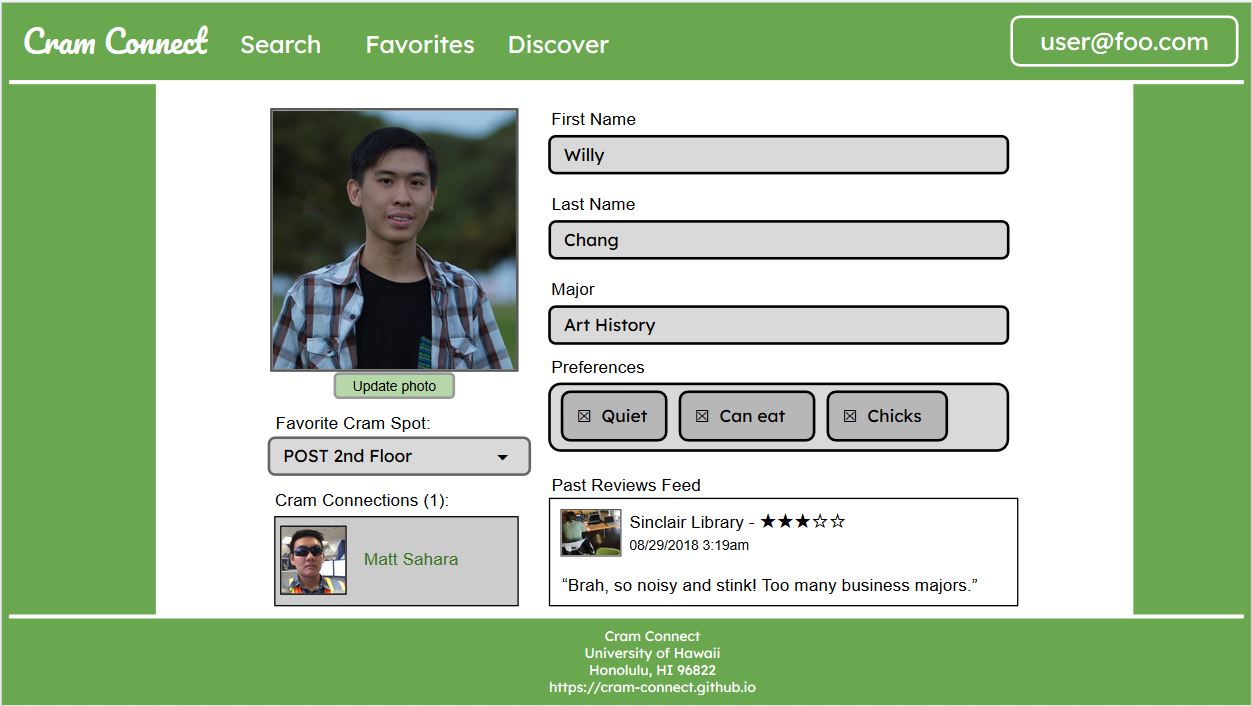 Cram Connect Search Favorites Discover user@foo.com
First Name
Willy
Last Name
Chang
Major
Art History
Preferences
☒ Quiet ☒ Can eat ☒ Chicks
Update photo
Favorite Cram Spot:
POST 2nd Floor
Cram Connections (1):
Matt Sahara
Past Reviews Feed
Sinclair Library - ★★★☆☆
08/29/2018 3:19am
“Brah, so noisy and stink! Too many business majors.”
Cram Connect
University of Hawaii
Honolulu, HI 96822
https://cram-connect.github.io